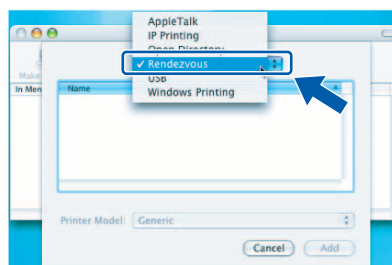 AppleTalk
IP Printing
Open Directory
✓ Rendezvous
USB
Windows Printing
Make
In Men
Name
Printer Model: Generic
Cancel Add